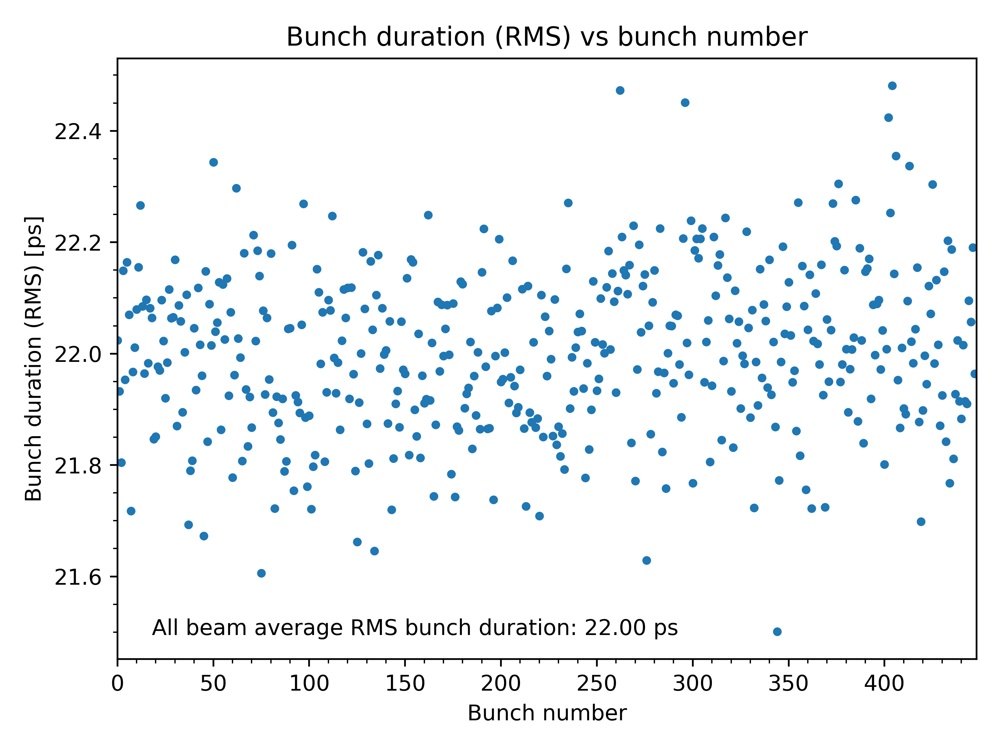 Bunch duration (RMS) vs bunch number
Bunch duration (RMS) [ps]
22.4
22.2
22.0
21.8
21.6
All beam average RMS bunch duration: 22.00 ps
0 50 100 150 200 250 300 350 400
Bunch number